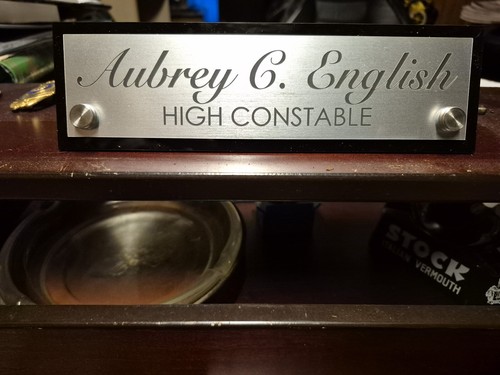 Aubrey C. English
HIGH CONSTABLE
STOCK
VERMOUTH